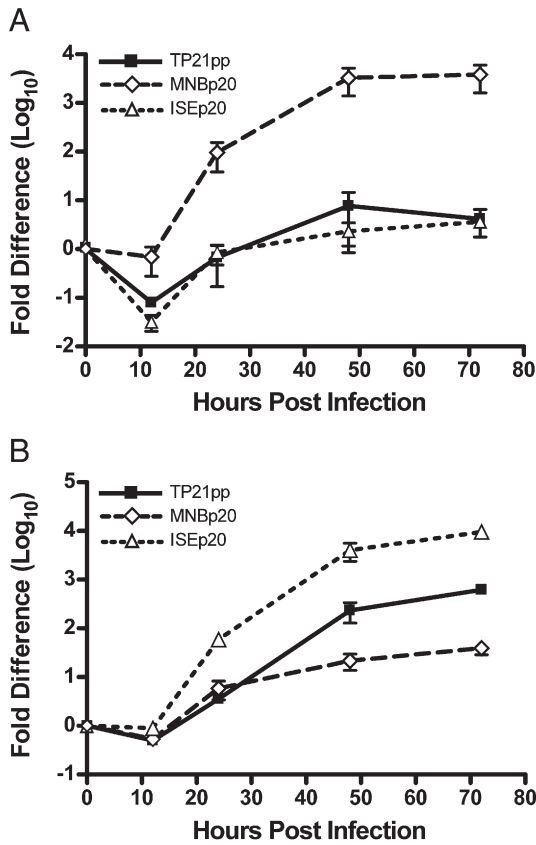 A
Fold Difference (Log10)
4
3
2
1
0
-1
-2
TP21pp
MNBp20
ISEp20
0 10 20 30 40 50 60 70 80
Hours Post Infection
B
Fold Difference (Log10)
5
4
3
2
1
0
-1
TP21pp
MNBp20
ISEp20
0 10 20 30 40 50 60 70 80
Hours Post Infection